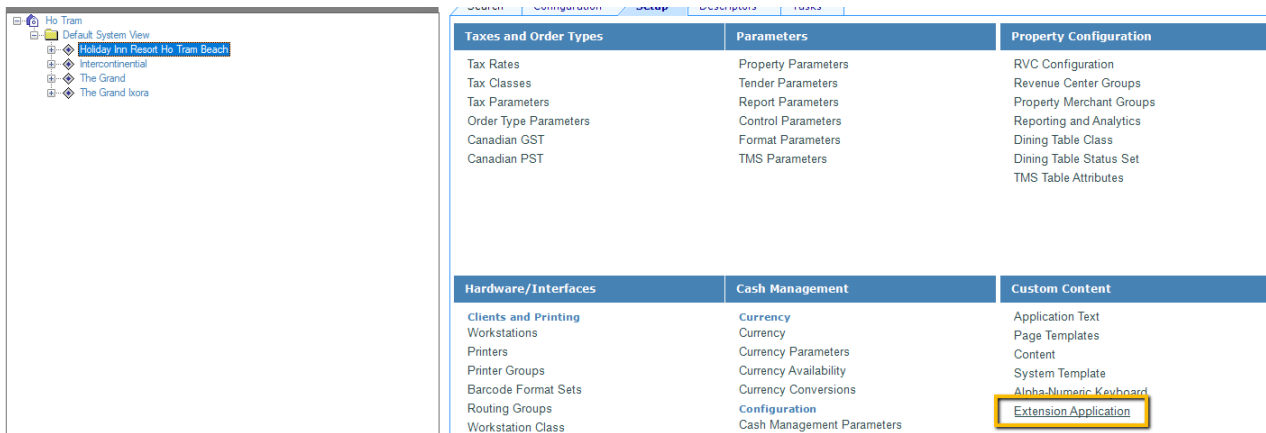 Search Configuration Setup Descriptors Tasks
Ho Tram
Default System View
Holiday Inn Resort Ho Tram Beach
Intercontinental
The Grand
The Grand Ixora
Taxes and Order Types
Tax Rates
Tax Classes
Tax Parameters
Order Type Parameters
Canadian GST
Canadian PST
Parameters
Property Parameters
Tender Parameters
Report Parameters
Control Parameters
Format Parameters
TMS Parameters
Property Configuration
RVC Configuration
Revenue Center Groups
Property Merchant Groups
Reporting and Analytics
Dining Table Class
Dining Table Status Set
TMS Table Attributes
Hardware/Interfaces
Clients and Printing
Workstations
Printers
Printer Groups
Barcode Format Sets
Routing Groups
Workstation Class
Cash Management
Currency
Currency
Currency Parameters
Currency Availability
Currency Conversions
Configuration
Cash Management Parameters
Custom Content
Application Text
Page Templates
Content
System Template
Alpha-Numeric Keyboard
Extension Application